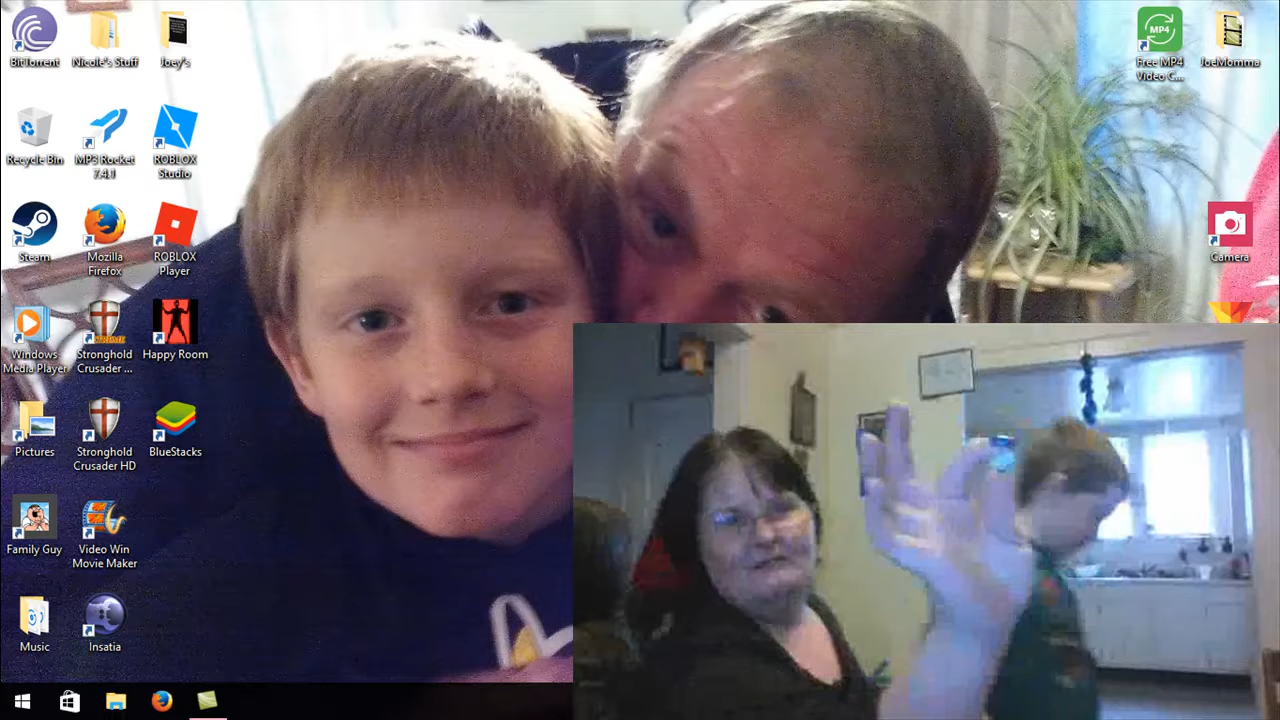 BitTorrent
Nicole's Stuff
Joey's
MP4
Free MP4
Video C...
JoeMomma
Recycle Bin
MP3 Rocket
7.4.1
ROBLOX
Studio
Steam
Mozilla
Firefox
ROBLOX
Player
Camera
Windows
Media Player
Stronghold
Crusader ...
Happy Room
Pictures
Stronghold
Crusader HD
BlueStacks
Family Guy
Video Win
Movie Maker
Music
Insatia